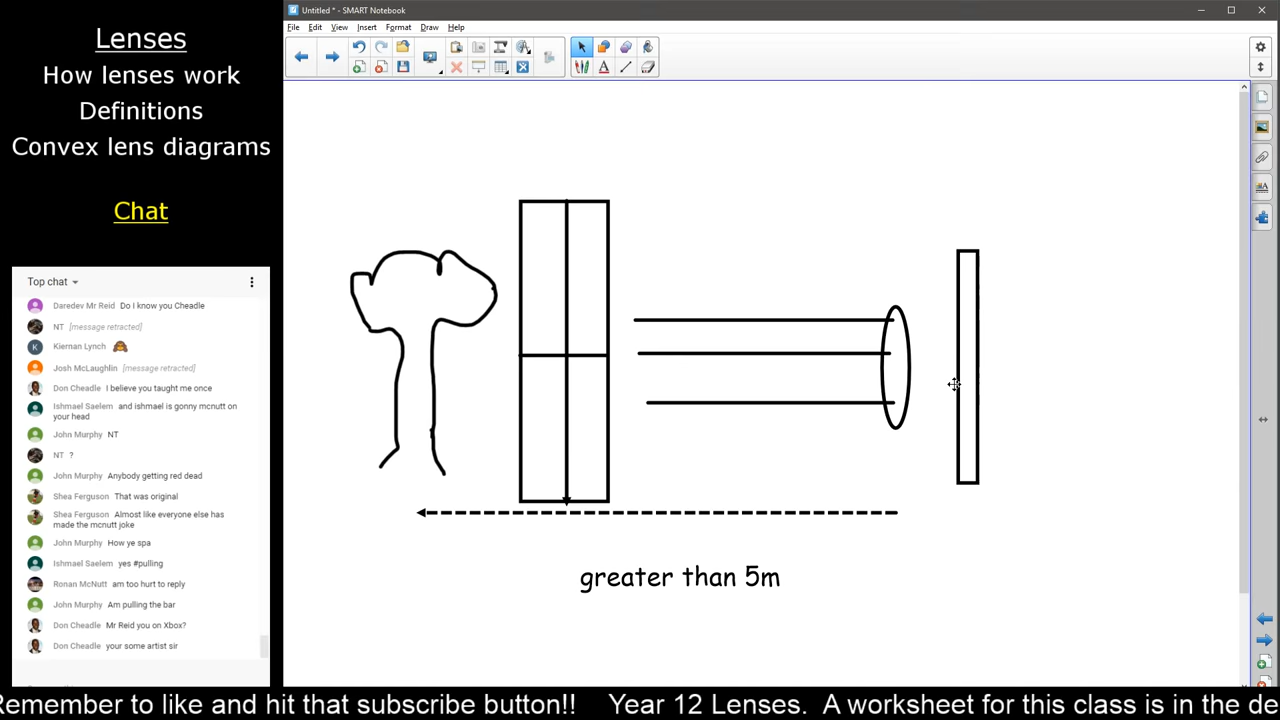 Lenses
How lenses work
Definitions
Convex lens diagrams
Chat
Top chat
Daredev Mr Reid Do I know you Cheadle
NT [message retracted]
Kiernan Lynch
Josh McLaughlin [message retracted]
Don Cheadle I believe you taught me once
Ishmael Saelem and ishmael is gonny mcnutt on
your head
John Murphy NT
NT ?
John Murphy Anybody getting red dead
Shea Ferguson That was original
Shea Ferguson Almost like everyone else has
made the mcnutt joke
John Murphy How ye spa
Ishmael Saelem yes #pulling
Ronan McNutt am too hurt to reply
John Murphy Am pulling the bar
Don Cheadle Mr Reid you on Xbox?
Don Cheadle your some artist sir
Untitled * - SMART Notebook
File Edit View Insert Format Draw Help
greater than 5m
Remember to like and hit that subscribe button!! Year 12 Lenses. A worksheet for this class is in the de